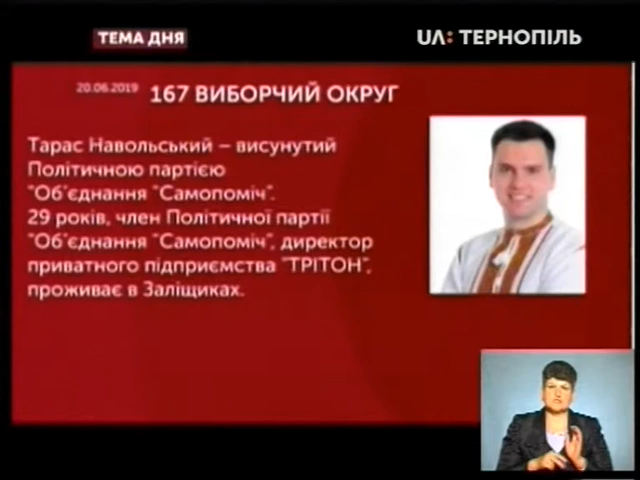 ТЕМА ДНЯ
UA: ТЕРНОПІЛЬ
20.06.2019
167 ВИБОРЧИЙ ОКРУГ
Тарас Навольський – висунутий
Політичною партією
"Об'єднання "Самопоміч".
29 років, член Політичної партії
"Об'єднання "Самопоміч", директор
приватного підприємства "ТРІТОН",
проживає в Заліщиках.